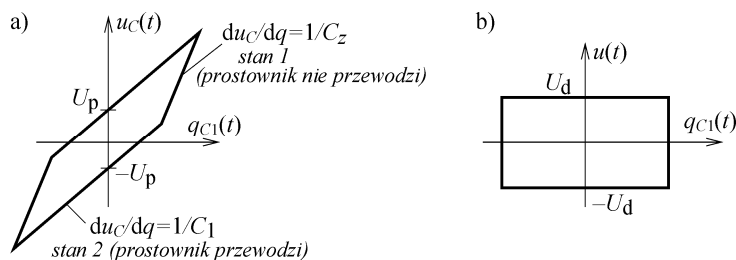 a)
u_C(t)
du_C/dq=1/C_z
stan 1
(prostownik nie przewodzi)
U_p
q_C1(t)
–U_p
du_C/dq=1/C_1
stan 2 (prostownik przewodzi)
b)
u(t)
U_d
q_C1(t)
–U_d